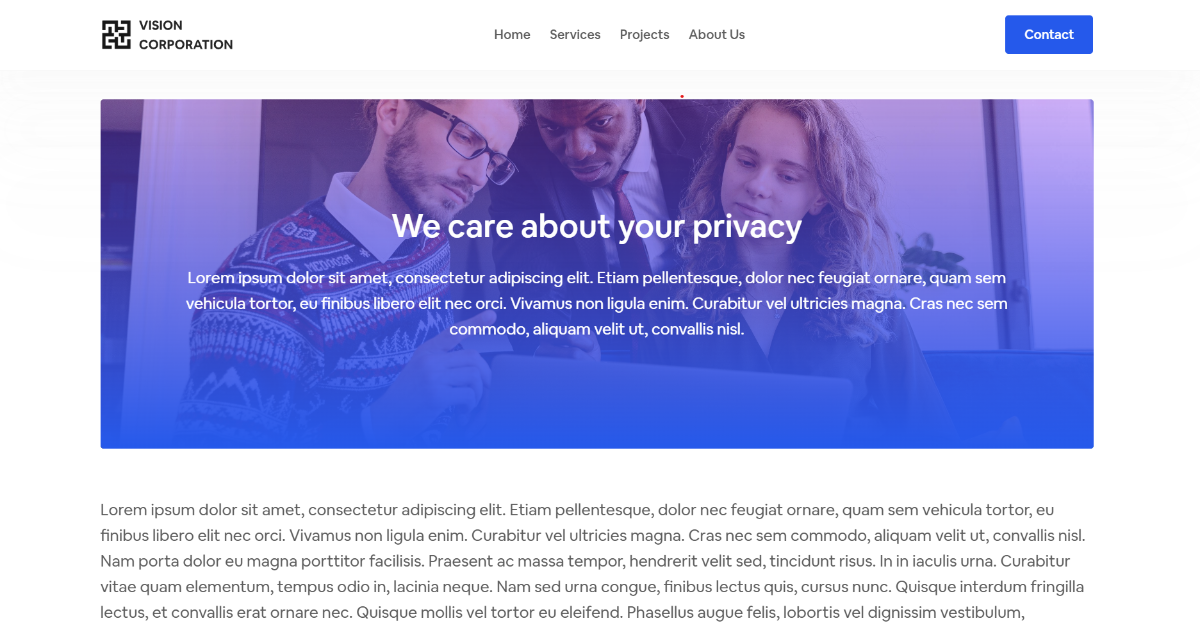 VISION
CORPORATION
Home Services Projects About Us
Contact
We care about your privacy
Lorem ipsum dolor sit amet, consectetur adipiscing elit. Etiam pellentesque, dolor nec feugiat ornare, quam sem
vehicula tortor, eu finibus libero elit nec orci. Vivamus non ligula enim. Curabitur vel ultricies magna. Cras nec sem
commodo, aliquam velit ut, convallis nisl.
Lorem ipsum dolor sit amet, consectetur adipiscing elit. Etiam pellentesque, dolor nec feugiat ornare, quam sem vehicula tortor, eu
finibus libero elit nec orci. Vivamus non ligula enim. Curabitur vel ultricies magna. Cras nec sem commodo, aliquam velit ut, convallis nisl.
Nam porta dolor eu magna porttitor facilisis. Praesent ac massa tempor, hendrerit velit sed, tincidunt risus. In in iaculis urna. Curabitur
vitae quam elementum, tempus odio in, lacinia neque. Nam sed urna congue, finibus lectus quis, cursus nunc. Quisque interdum fringilla
lectus, et convallis erat ornare nec. Quisque mollis vel tortor eu eleifend. Phasellus augue felis, lobortis vel dignissim vestibulum,